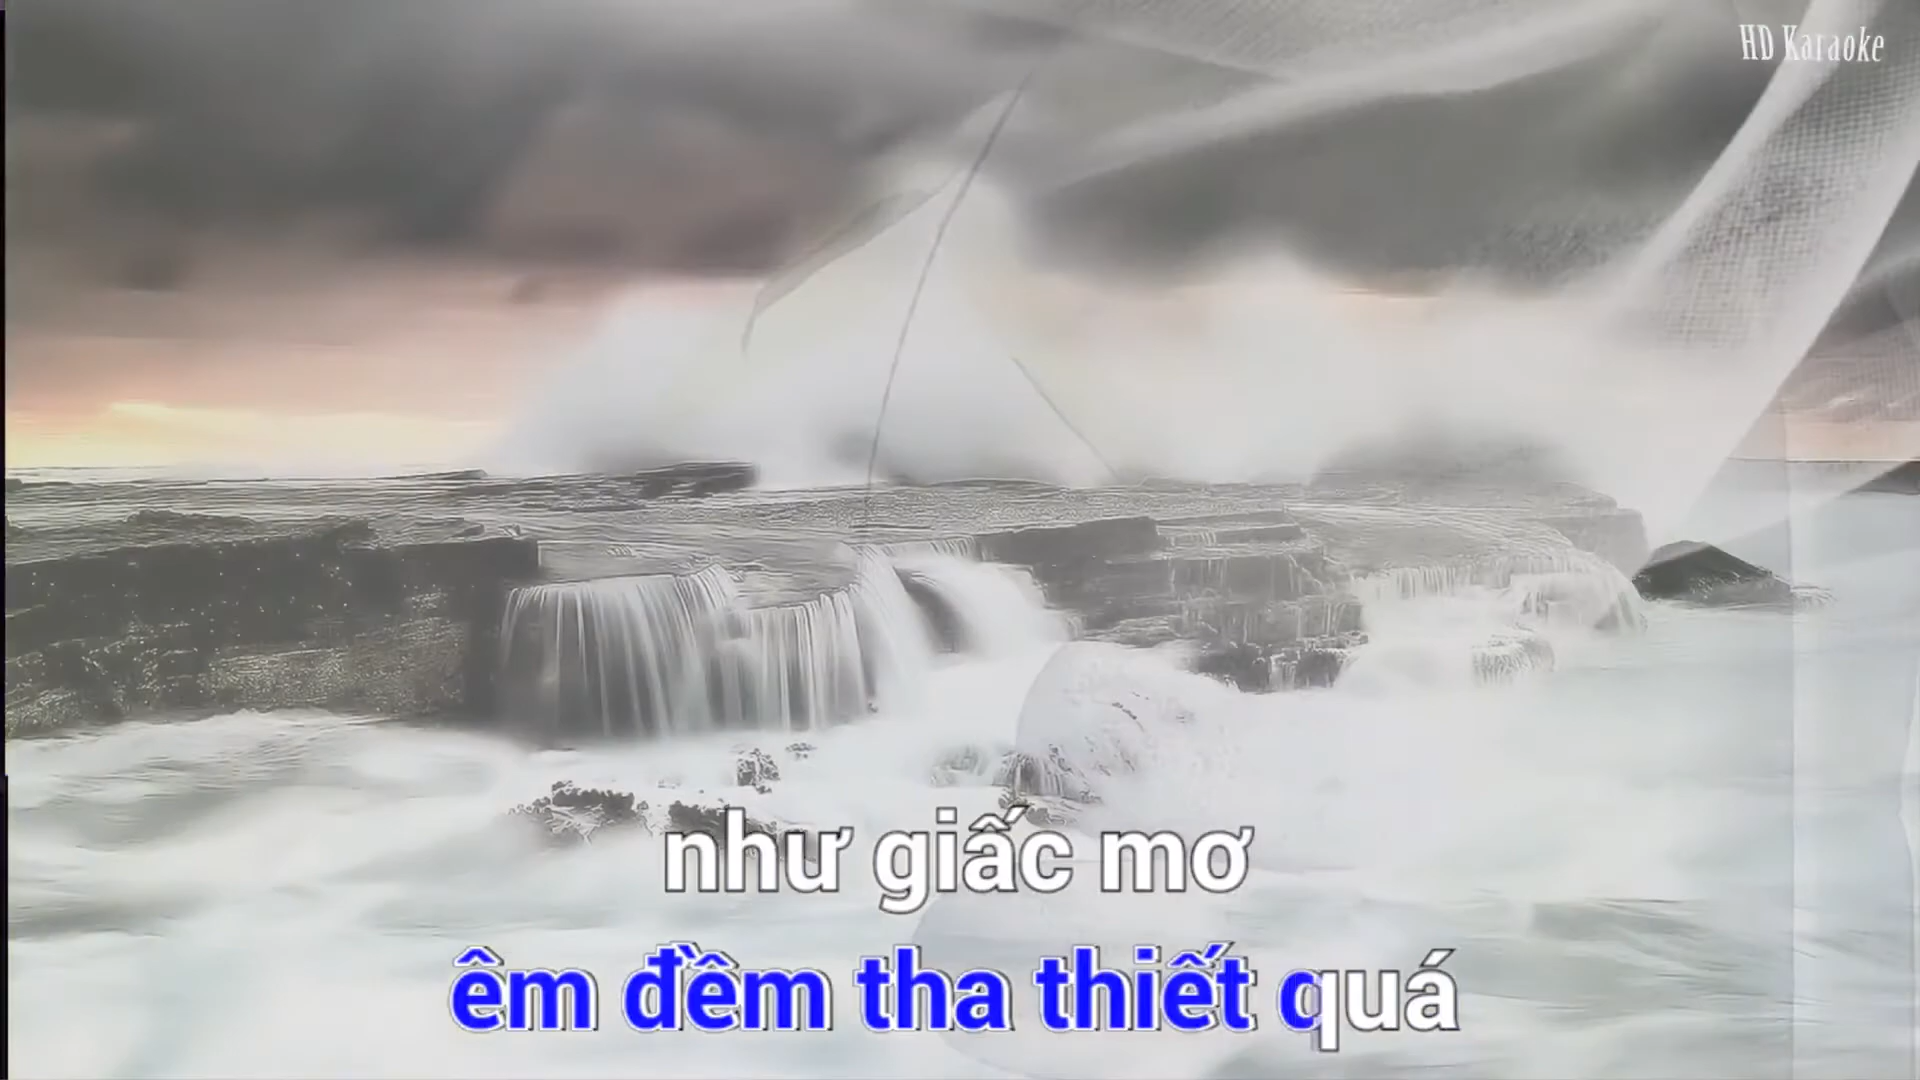 HD Karaoke
như giấc mơ
êm đềm tha thiết quá